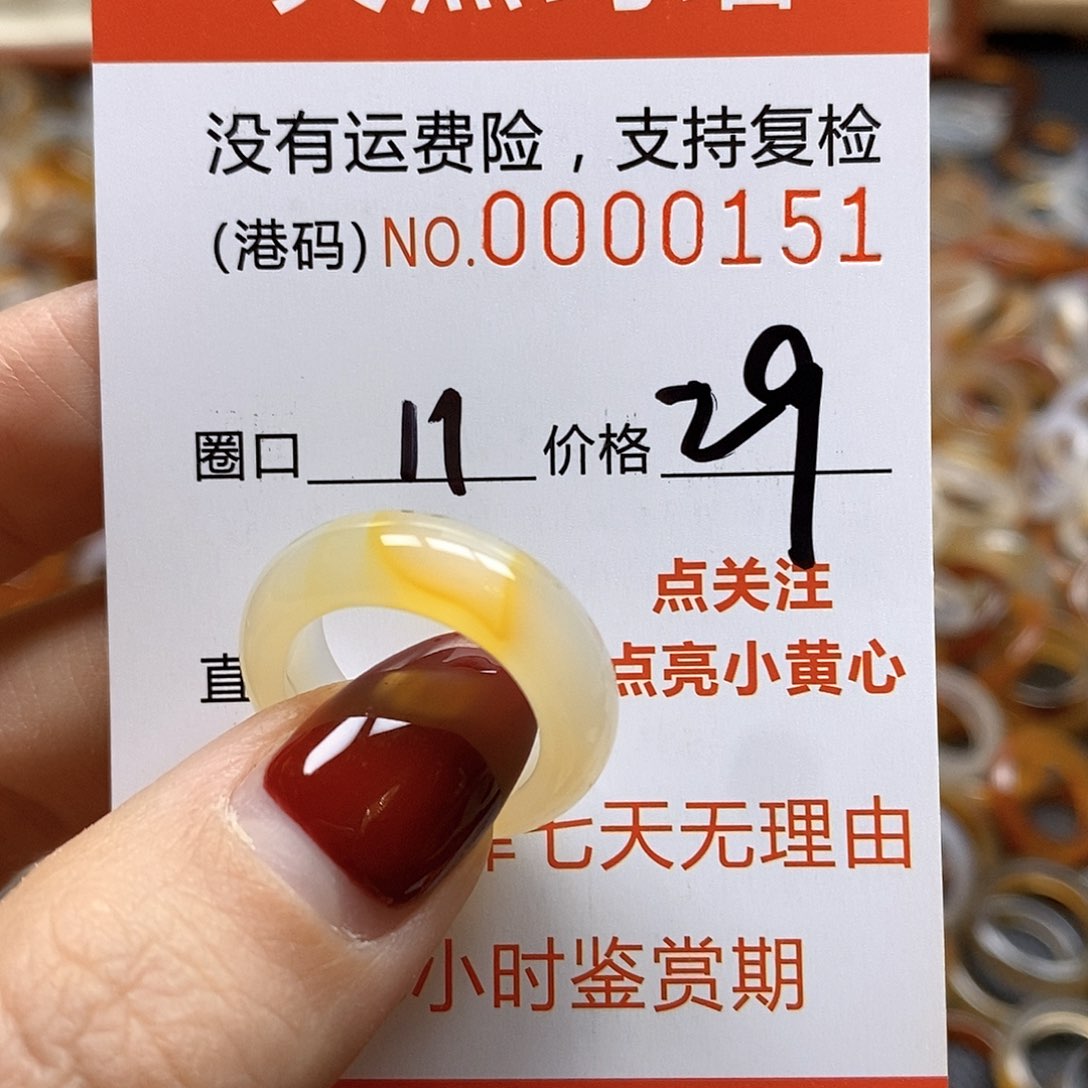 没有运费险，支持复检
(港码) NO.0000151
圈口 11 价格 29
点关注
直 点亮小黄心
七天无理由
小时鉴赏期